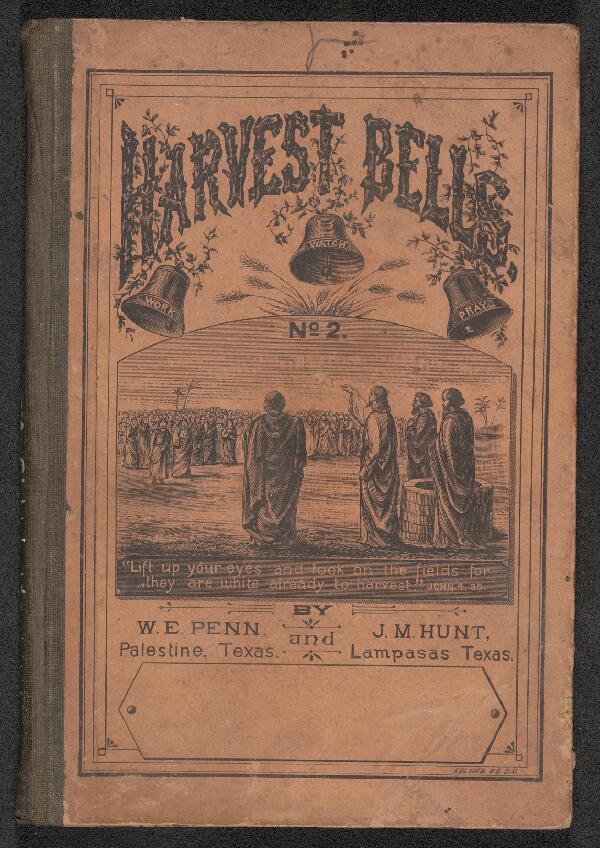 HARVEST BELLS
WATCH
WORK
PRAY
No 2.
"Lift up your eyes and look on the fields for
they are white already to harvest." JOHN 4, 35.
BY
W. E. PENN, and J. M. HUNT,
Palestine, Texas. Lampasas Texas.